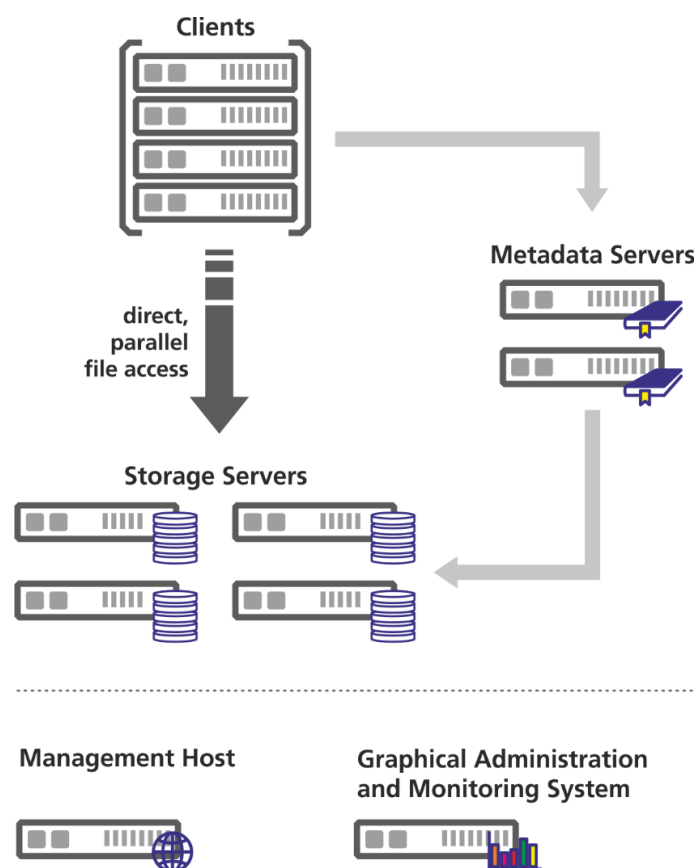 Clients
Metadata Servers
direct,
parallel
file access
Storage Servers
Management Host
Graphical Administration
and Monitoring System